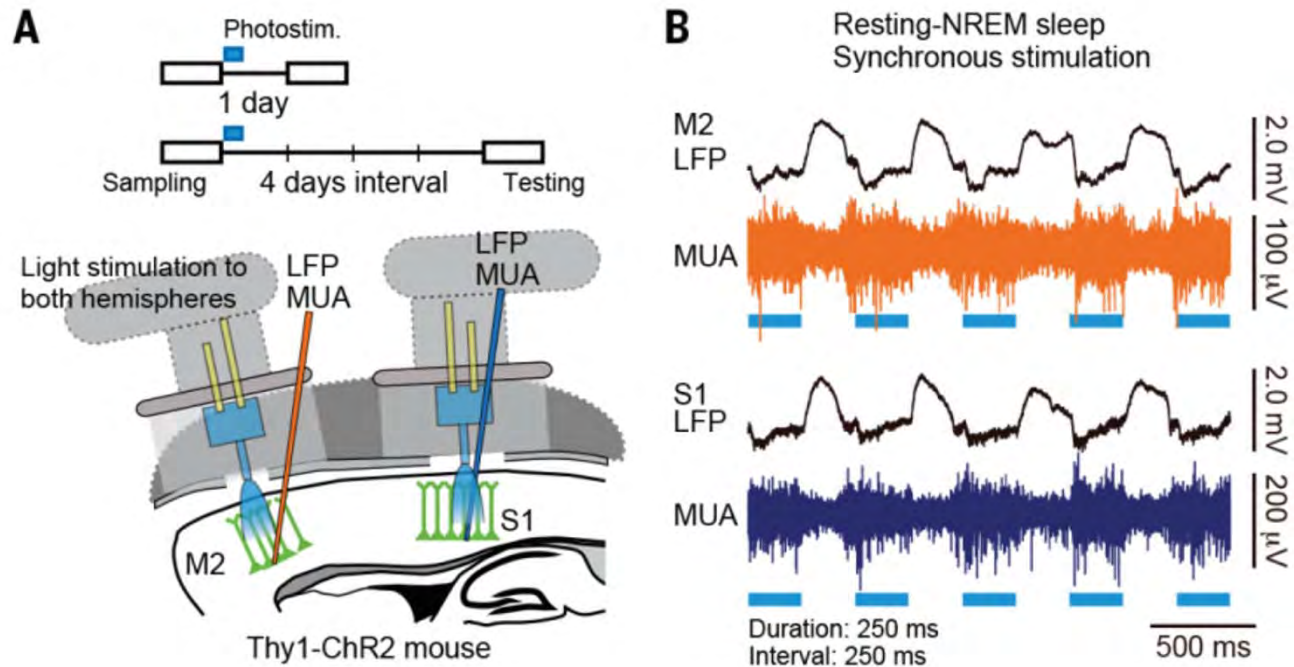 A
Photostim.
1 day
Sampling
4 days interval
Testing
Light stimulation to
both hemispheres
LFP
MUA
LFP
MUA
M2
S1
Thy1-ChR2 mouse
B
Resting-NREM sleep
Synchronous stimulation
M2
LFP
2.0 mV
MUA
100 µV
S1
LFP
2.0 mV
MUA
200 µV
Duration: 250 ms
Interval: 250 ms
500 ms